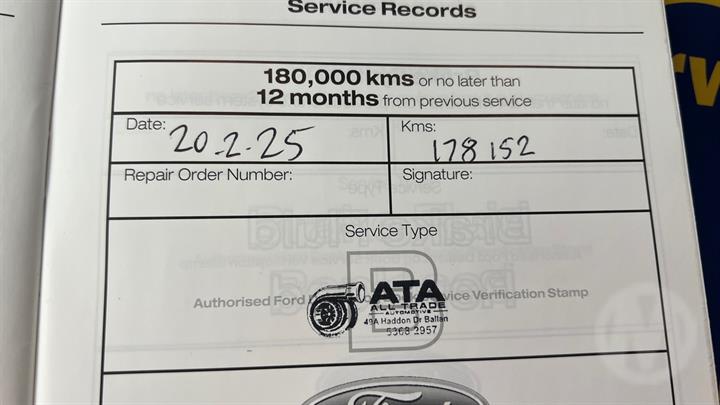 Service Records
180,000 kms or no later than
12 months from previous service
Date: 20-2-25
Kms: 178 152
Repair Order Number:
Signature:
Service Type
B
Authorised Ford
vice Verification Stamp
ATA
ALL TRADE
AUTOMOTIVE
49A Haddon Dr Ballan
5368 2957